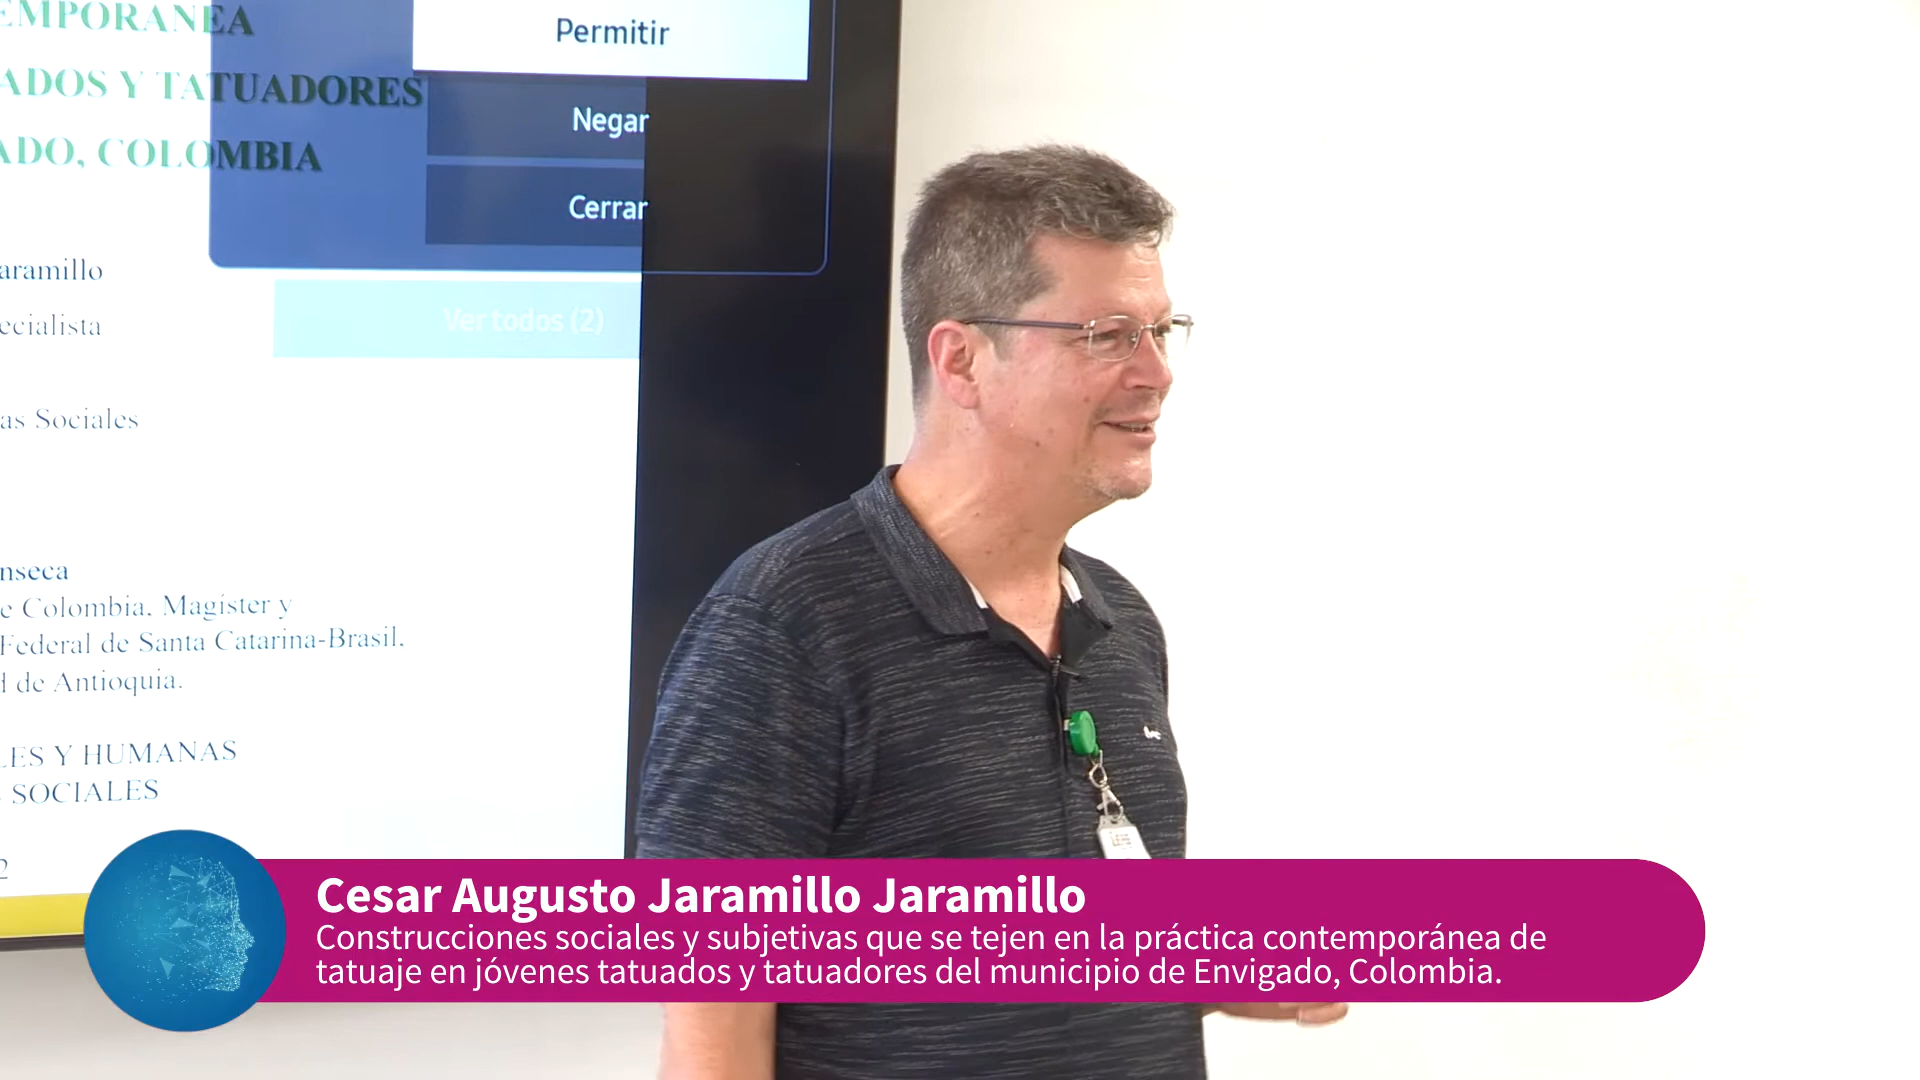 EMPORANEA
ADOS Y TATUADORES
ADO, COLOMBIA
Permitir
Negar
Cerrar
Ver todos (2)
aramillo
ecialista
as Sociales
nseca
e Colombia. Magíster y
Federal de Santa Catarina-Brasil.
d de Antioquia.
LES Y HUMANAS
SOCIALES
2
Cesar Augusto Jaramillo Jaramillo
Construcciones sociales y subjetivas que se tejen en la práctica contemporánea de
tatuaje en jóvenes tatuados y tatuadores del municipio de Envigado, Colombia.